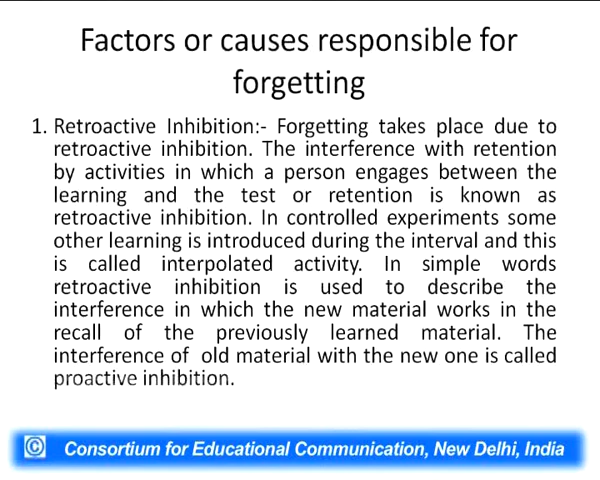 Factors or causes responsible for
forgetting
1. Retroactive Inhibition:- Forgetting takes place due to
retroactive inhibition. The interference with retention
by activities in which a person engages between the
learning and the test or retention is known as
retroactive inhibition. In controlled experiments some
other learning is introduced during the interval and this
is called interpolated activity. In simple words
retroactive inhibition is used to describe the
interference in which the new material works in the
recall of the previously learned material. The
interference of old material with the new one is called
proactive inhibition.
© Consortium for Educational Communication, New Delhi, India